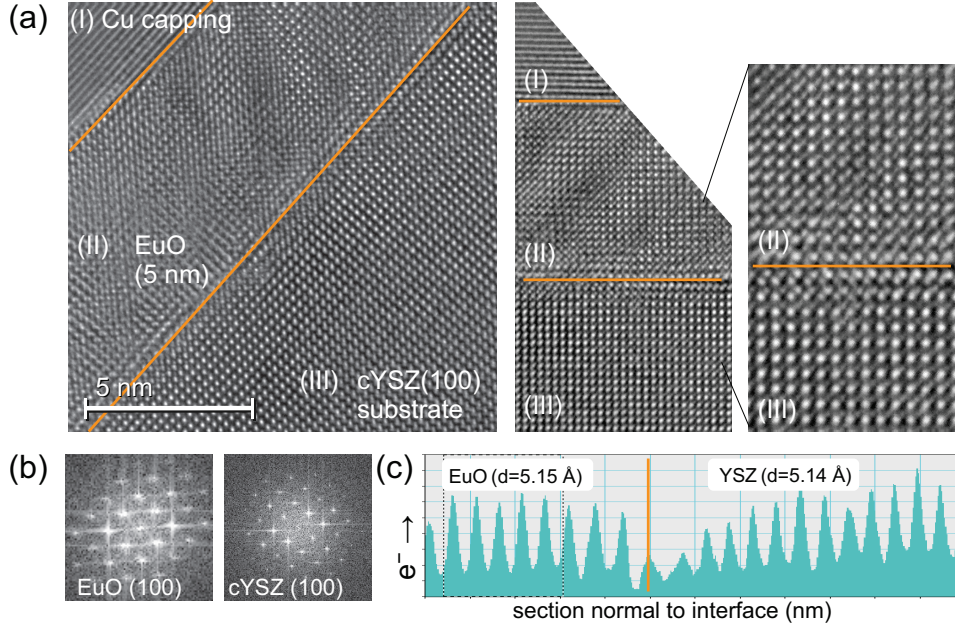 (a)
(I) Cu capping
(II)
EuO
(5 nm)
5 nm
(III)
cYSZ(100)
substrate
(I)
(II)
(III)
(II)
(III)
(b)
EuO (100)
cYSZ (100)
(c)
EuO (d=5.15 Å)
YSZ (d=5.14 Å)
e⁻ →
section normal to interface (nm)